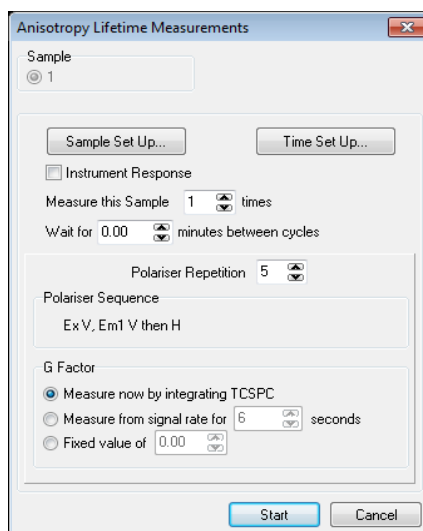 Anisotropy Lifetime Measurements
Sample
1
Sample Set Up... Time Set Up...
Instrument Response
Measure this Sample 1 times
Wait for 0.00 minutes between cycles
Polariser Repetition 5
Polariser Sequence
Ex V, Em1 V then H
G Factor
Measure now by integrating TCSPC
Measure from signal rate for 6 seconds
Fixed value of 0.00
Start Cancel